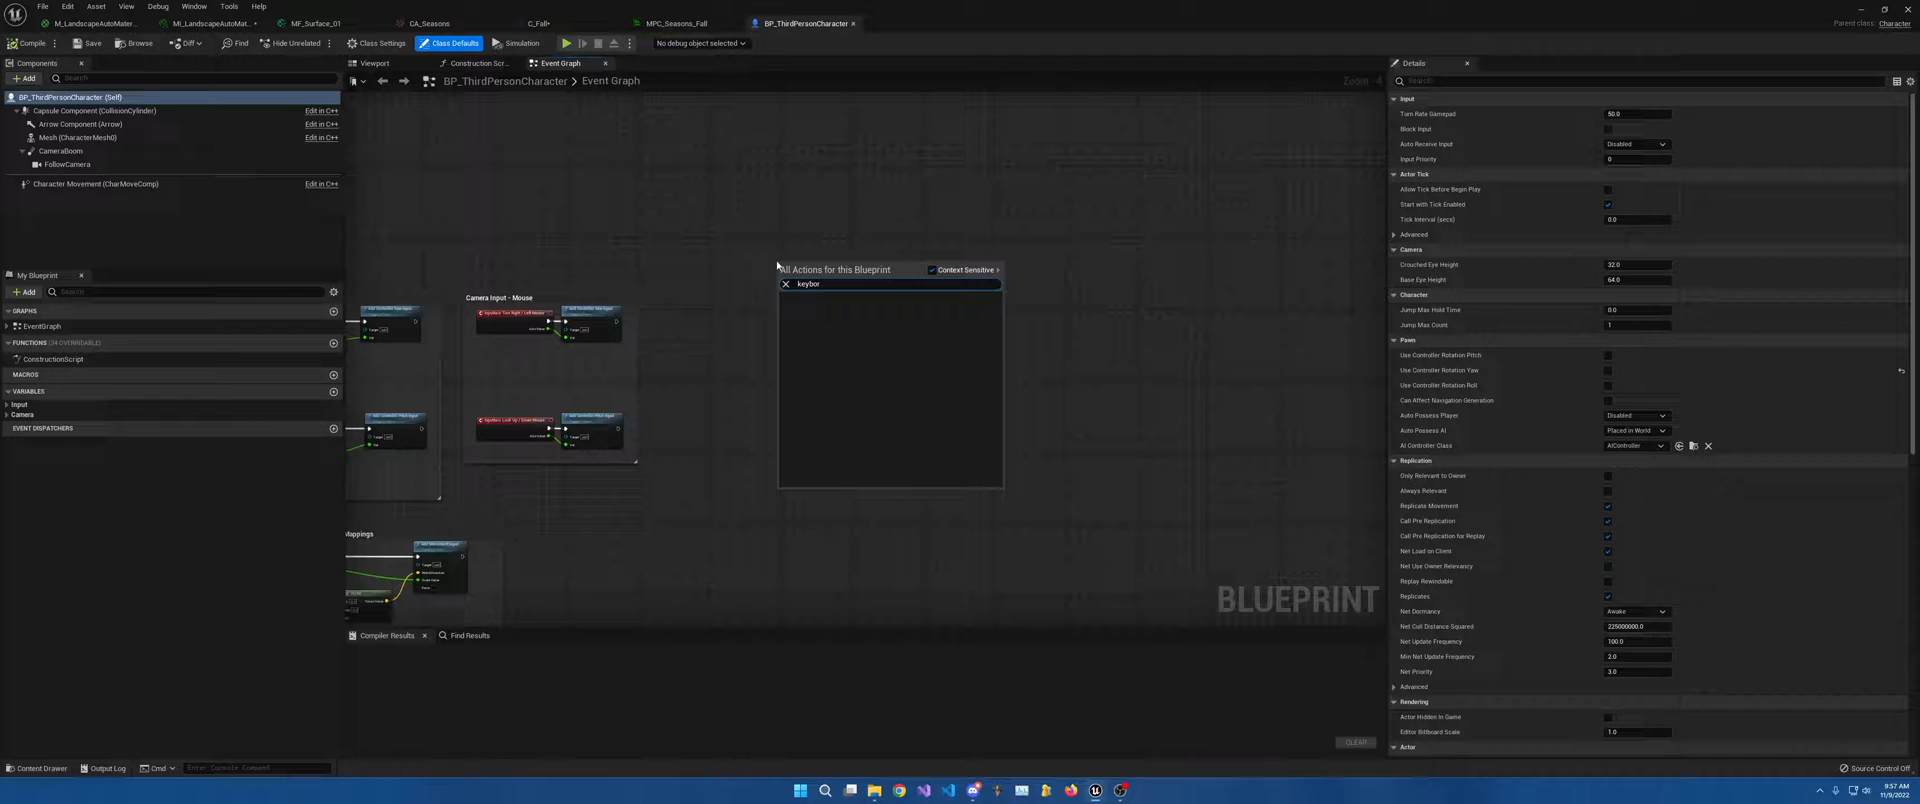 File Edit Asset View Debug Window Tools Help
Parent class: Character
M_LandscapeAutoMater...
MI_LandscapeAutoMat...
MF_Surface_01
CA_Seasons
C_Fall*
MPC_Seasons_Fall
BP_ThirdPersonCharacter
Compile Save Browse Diff Find Hide Unrelated Class Settings Class Defaults Simulation No debug object selected
Components
Add Search
BP_ThirdPersonCharacter (Self)
Capsule Component (CollisionCylinder) Edit in C++
Arrow Component (Arrow) Edit in C++
Mesh (CharacterMesh0) Edit in C++
CameraBoom
FollowCamera
Character Movement (CharMoveComp) Edit in C++
My Blueprint
Add Search
GRAPHS
EventGraph
FUNCTIONS (34 OVERRIDABLE)
ConstructionScript
MACROS
VARIABLES
Input
Camera
EVENT DISPATCHERS
Viewport Construction Scr... Event Graph
BP_ThirdPersonCharacter > Event Graph
Zoom -4
Camera Input - Mouse
Mappings
All Actions for this Blueprint Context Sensitive
keybor
BLUEPRINT
Compiler Results Find Results
CLEAR
Details
Search
Input
Turn Rate Gamepad 50.0
Block Input
Auto Receive Input Disabled
Input Priority 0
Actor Tick
Allow Tick Before Begin Play
Start with Tick Enabled
Tick Interval (secs) 0.0
Advanced
Camera
Crouched Eye Height 32.0
Base Eye Height 64.0
Character
Jump Max Hold Time 0.0
Jump Max Count 1
Pawn
Use Controller Rotation Pitch
Use Controller Rotation Yaw
Use Controller Rotation Roll
Can Affect Navigation Generation
Auto Possess Player Disabled
Auto Possess AI Placed in World
AI Controller Class AIController
Replication
Only Relevant to Owner
Always Relevant
Replicate Movement
Call Pre Replication
Call Pre Replication for Replay
Net Load on Client
Net Use Owner Relevancy
Replay Rewindable
Replicates
Net Dormancy Awake
Net Cull Distance Squared 225000000.0
Net Update Frequency 100.0
Min Net Update Frequency 2.0
Net Priority 3.0
Advanced
Rendering
Actor Hidden In Game
Editor Billboard Scale 1.0
Actor
Content Drawer Output Log Cmd Enter Console Command
Source Control Off
9:57 AM
11/9/2022